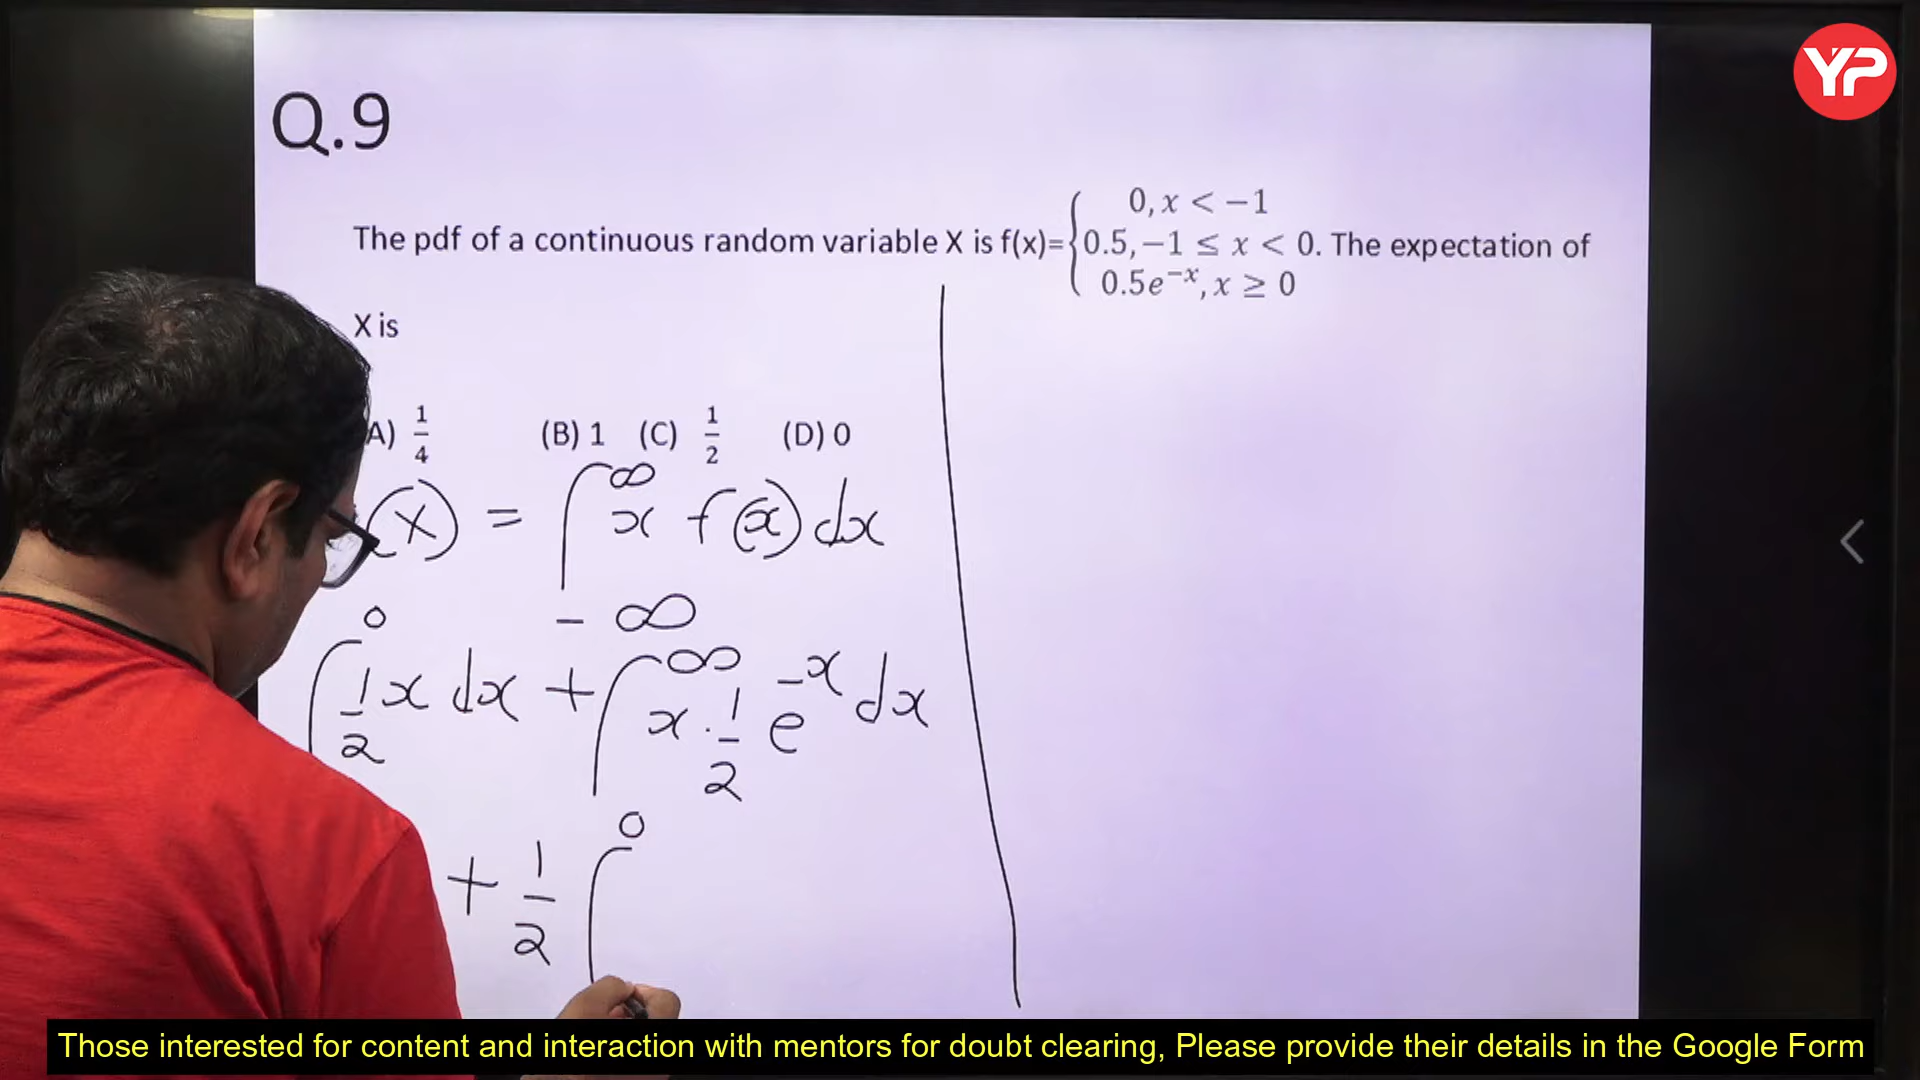 YP
Q.9
The pdf of a continuous random variable X is f(x)= { 0, x < −1
0.5, −1 ≤ x < 0. The expectation of
0.5e^{−x}, x ≥ 0
X is
A) 1/4 (B) 1 (C) 1/2 (D) 0
(X) = ∫_{-∞}^{∞} x f(x) dx
∫^{0} 1/2 x dx + ∫^{∞} x . 1/2 e^{-x} dx
+ 1/2 ∫^{0}
Those interested for content and interaction with mentors for doubt clearing, Please provide their details in the Google Form